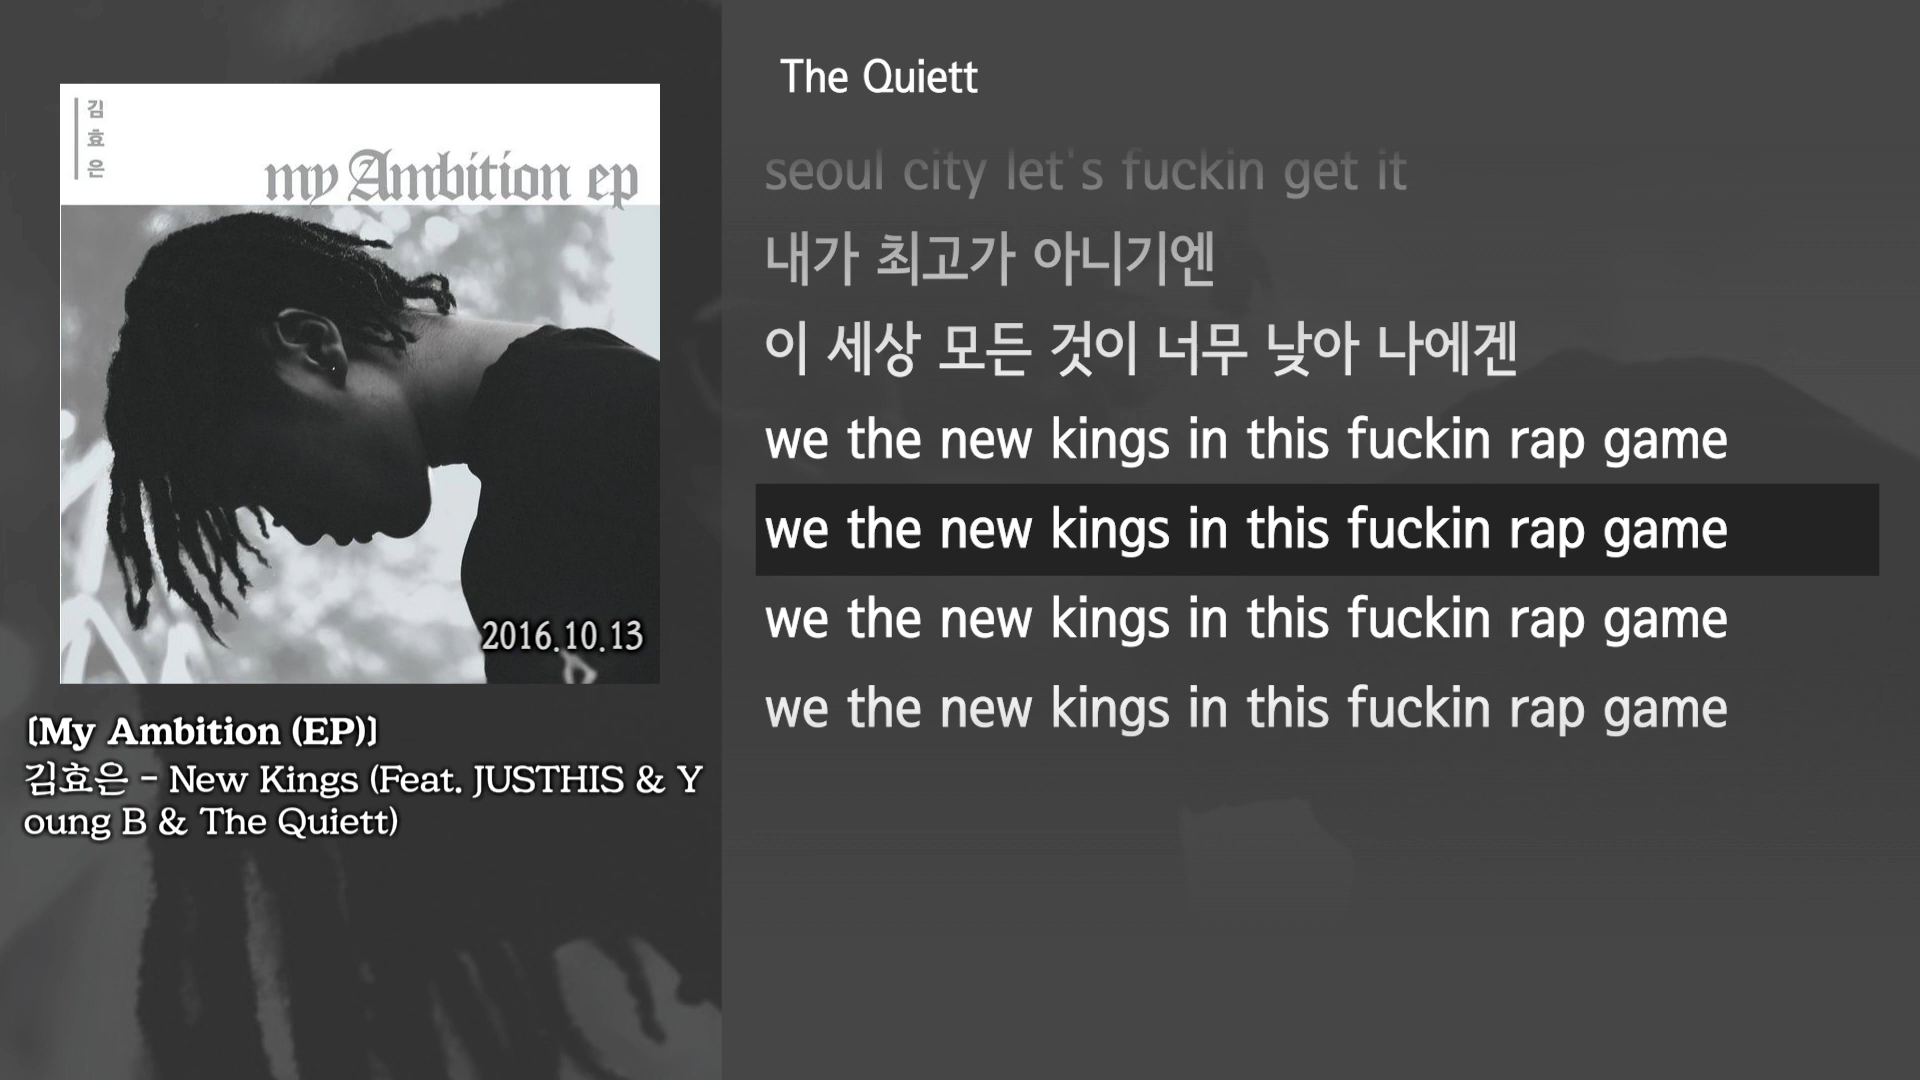 김효은
my Ambition ep
2016.10.13
[My Ambition (EP)]
김효은 - New Kings (Feat. JUSTHIS & Y
oung B & The Quiett)
The Quiett
seoul city let's fuckin get it
내가 최고가 아니기엔
이 세상 모든 것이 너무 낮아 나에겐
we the new kings in this fuckin rap game
we the new kings in this fuckin rap game
we the new kings in this fuckin rap game
we the new kings in this fuckin rap game